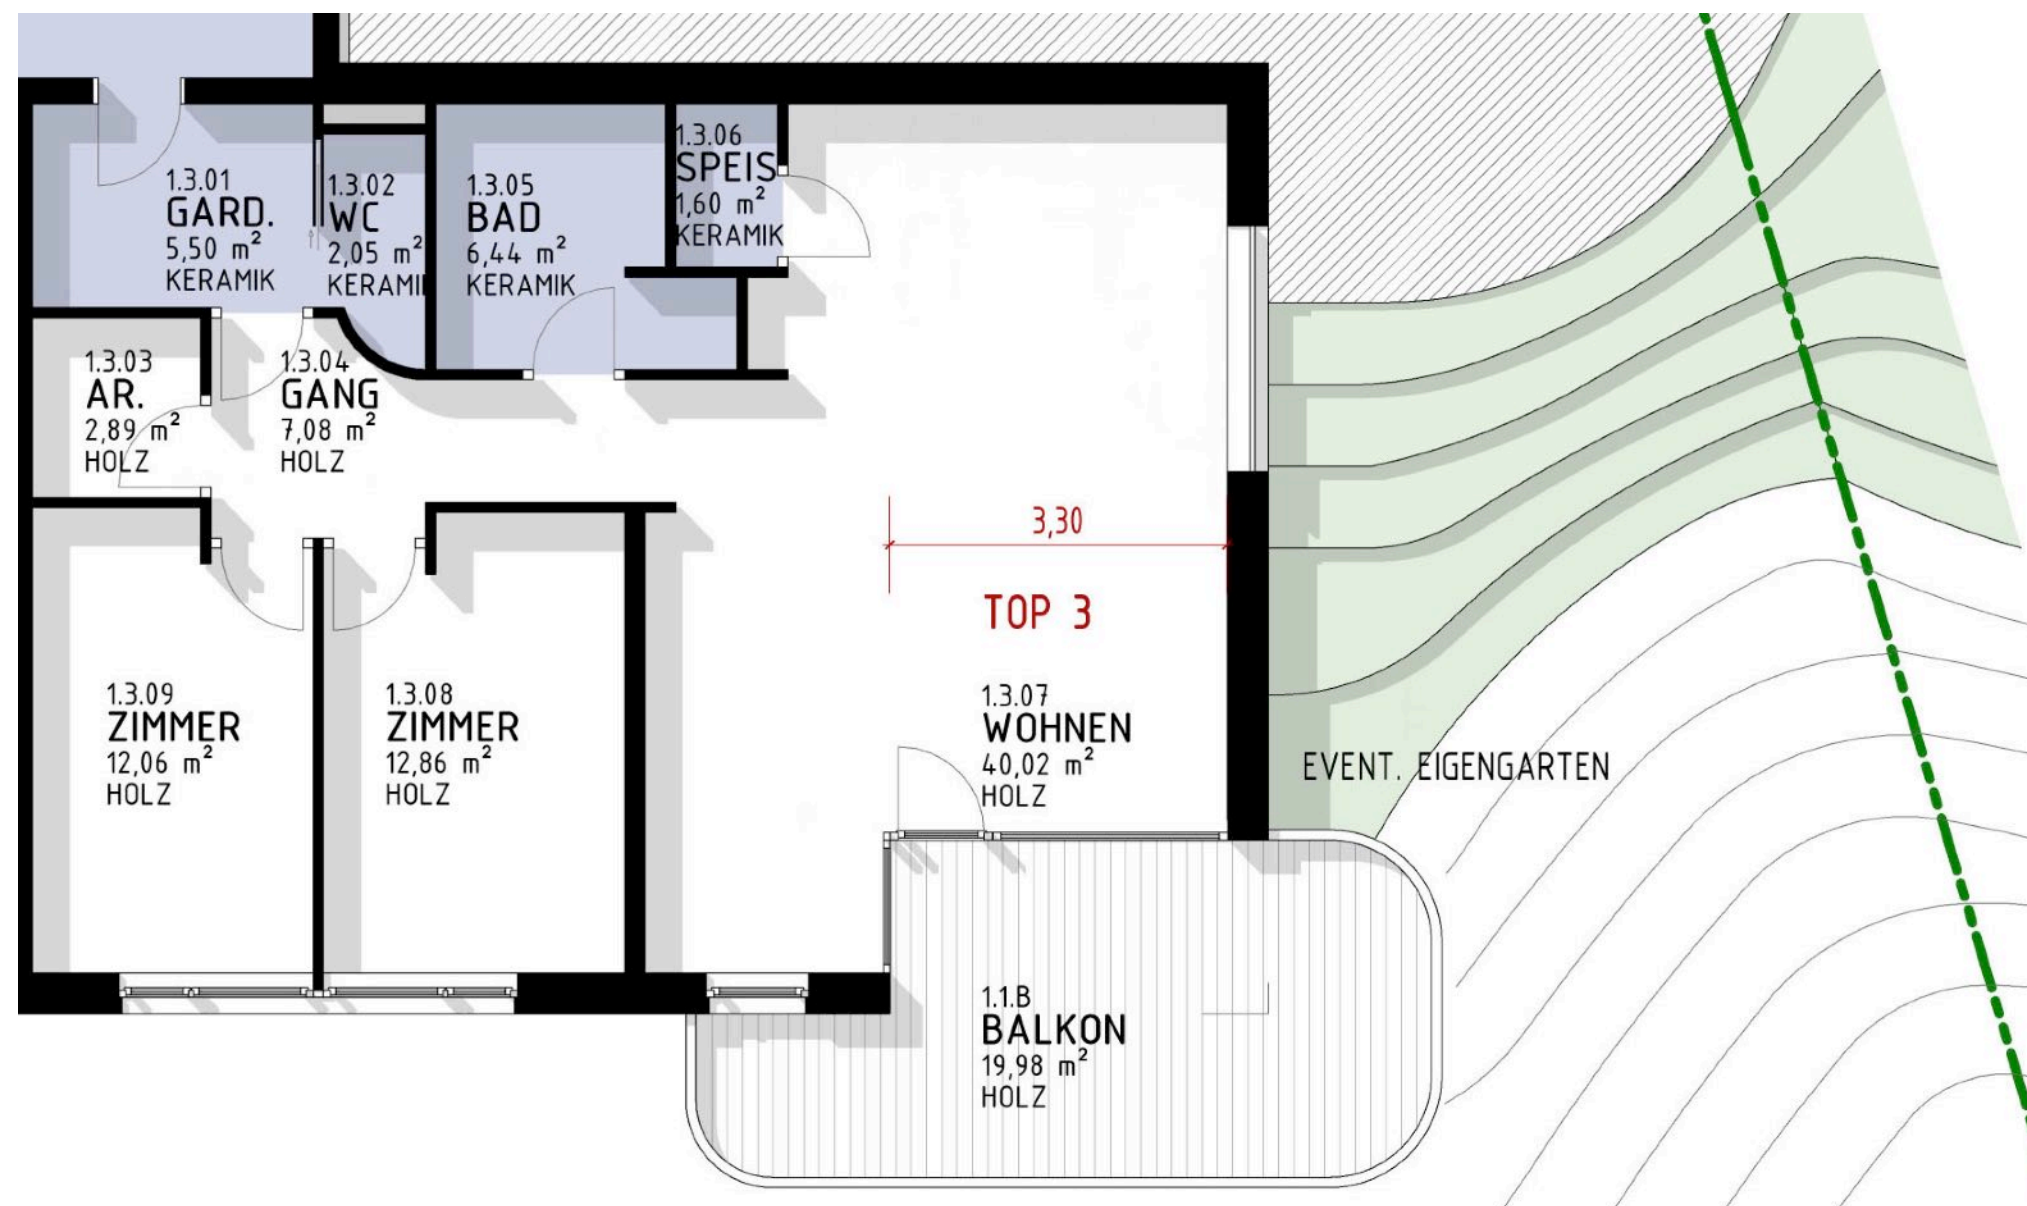 1.3.01
GARD.
5,50 m²
KERAMIK
1.3.02
WC
2,05 m²
KERAMI
1.3.05
BAD
6,44 m²
KERAMIK
1.3.06
SPEIS
1,60 m²
KERAMIK
1.3.03
AR.
2,89 m²
HOLZ
1.3.04
GANG
7,08 m²
HOLZ
3,30
TOP 3
1.3.09
ZIMMER
12,06 m²
HOLZ
1.3.08
ZIMMER
12,86 m²
HOLZ
1.3.07
WOHNEN
40,02 m²
HOLZ
EVENT. EIGENGARTEN
1.1.B
BALKON
19,98 m²
HOLZ